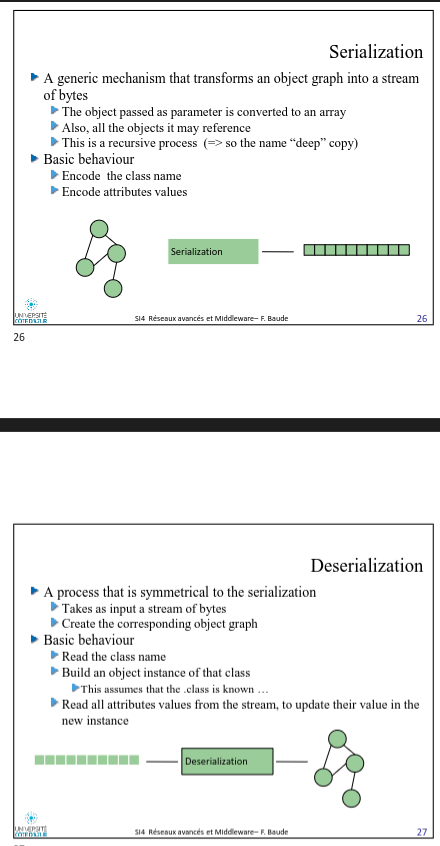 Serialization
A generic mechanism that transforms an object graph into a stream
of bytes
The object passed as parameter is converted to an array
Also, all the objects it may reference
This is a recursive process  (=> so the name “deep” copy)
Basic behaviour
Encode  the class name
Encode attributes values
Serialization
UNIVERSITÉ
CÔTE D'AZUR
SI4  Réseaux avancés et Middleware– F. Baude
26
26
Deserialization
A process that is symmetrical to the serialization
Takes as input a stream of bytes
Create the corresponding object graph
Basic behaviour
Read the class name
Build an object instance of that class
This assumes that the .class is known …
Read all attributes values from the stream, to update their value in the
new instance
Deserialization
UNIVERSITÉ
CÔTE D'AZUR
SI4  Réseaux avancés et Middleware– F. Baude
27